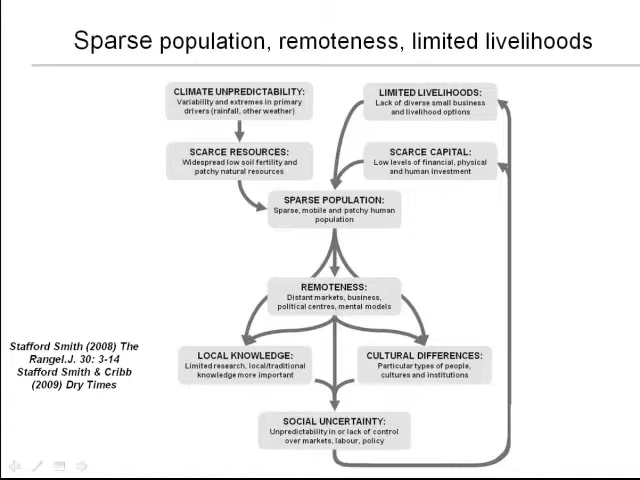 Sparse population, remoteness, limited livelihoods
CLIMATE UNPREDICTABILITY:
Variability and extremes in primary
drivers (rainfall, other weather)
LIMITED LIVELIHOODS:
Lack of diverse small business
and livelihood options
SCARCE RESOURCES:
Widespread low soil fertility and
patchy natural resources
SCARCE CAPITAL:
Low levels of financial, physical
and human investment
SPARSE POPULATION:
Sparse, mobile and patchy human
population
REMOTENESS:
Distant markets, business,
political centres, mental models
LOCAL KNOWLEDGE:
Limited research, local/traditional
knowledge more important
CULTURAL DIFFERENCES:
Particular types of people,
cultures and institutions
SOCIAL UNCERTAINTY:
Unpredictability in or lack of control
over markets, labour, policy
Stafford Smith (2008) The
Rangel.J. 30: 3-14
Stafford Smith & Cribb
(2009) Dry Times